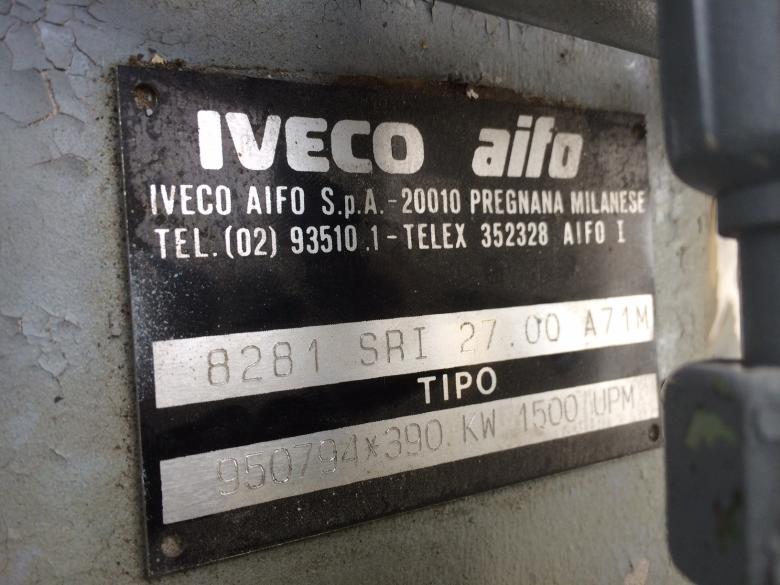 IVECO aifo
IVECO AIFO S.p.A. - 20010 PREGNANA MILANESE
TEL. (02) 93510.1 - TELEX 352328 AIFO I
8281 SRI 27.00 A71M
TIPO
950794*390 KW 1500 UPM